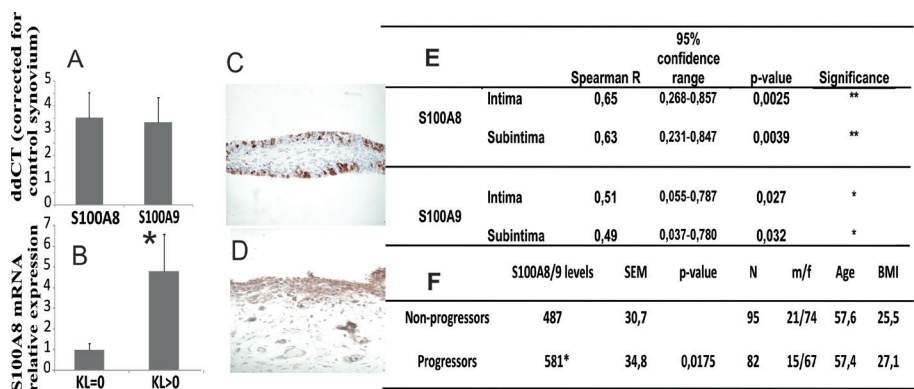 A
ddCT (corrected for
control synovium)
5
4
3
2
1
0
S100A8 S100A9
B
S100A8 mRNA
relative expression
7
6
5
4
3
2
1
0
*
KL=0 KL>0
C
D
E
Spearman R 95% confidence range p-value Significance
S100A8
Intima 0,65 0,268-0,857 0,0025 **
Subintima 0,63 0,231-0,847 0,0039 **
S100A9
Intima 0,51 0,055-0,787 0,027 *
Subintima 0,49 0,037-0,780 0,032 *
F
S100A8/9 levels SEM p-value N m/f Age BMI
Non-progressors 487 30,7 95 21/74 57,6 25,5
Progressors 581* 34,8 0,0175 82 15/67 57,4 27,1